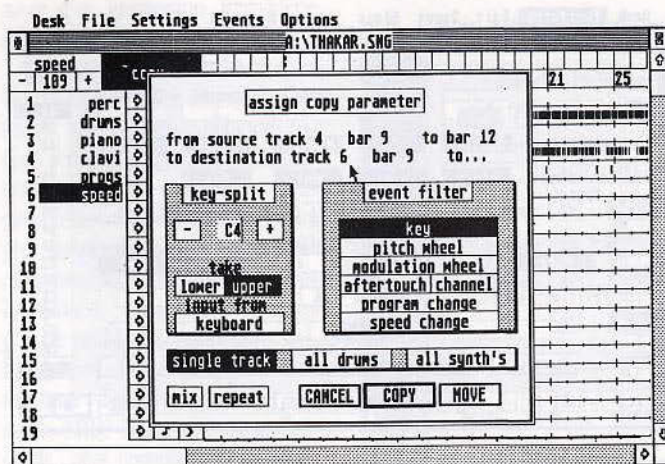 Desk File Settings Events Options
A:\THAKAR.SNG
speed
- 109 +
21 25
1 perc
2 drums
3 piano
4 clavi
5 progs
6 speed
7
8
9
10
11
12
13
14
15
16
17
18
19
assign copy parameter
from source track 4 bar 9 to bar 12
to destination track 6 bar 9 to...
key-split
- C4 +
take
lower upper
input from
keyboard
event filter
key
pitch wheel
modulation wheel
aftertouch channel
program change
speed change
single track all drums all synth's
mix repeat CANCEL COPY MOVE